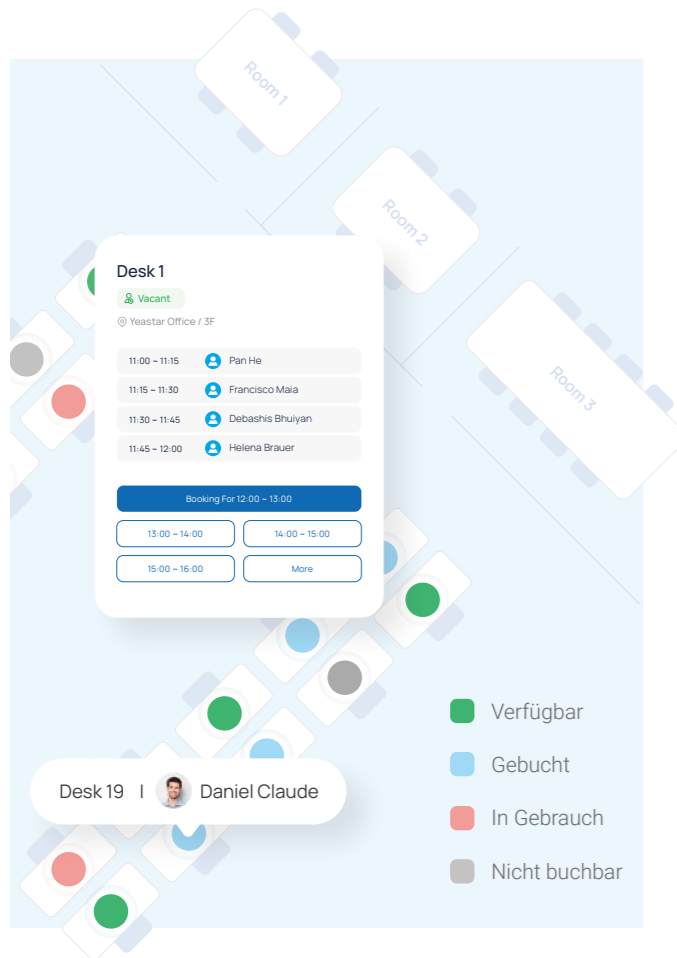 Room 1
Room 2
Room 3
Desk 1
Vacant
Yeastar Office / 3F
11:00 – 11:15 Pan He
11:15 – 11:30 Francisco Maia
11:30 – 11:45 Debashis Bhuiyan
11:45 – 12:00 Helena Brauer
Booking For 12:00 – 13:00
13:00 – 14:00 14:00 – 15:00
15:00 – 16:00 More
Verfügbar
Gebucht
Desk 19 | Daniel Claude
In Gebrauch
Nicht buchbar